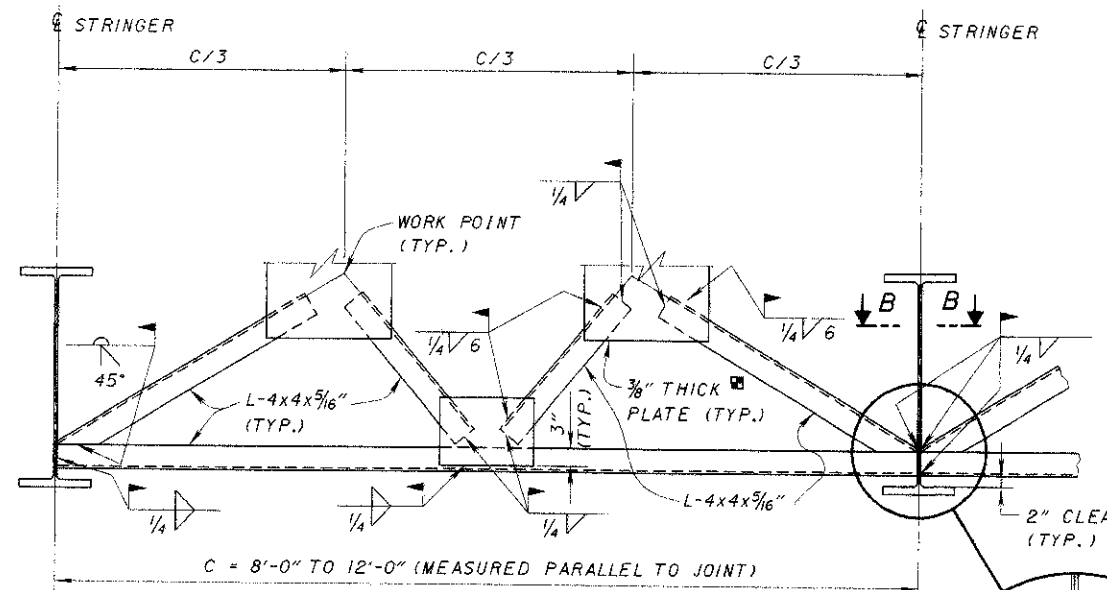 ℄ STRINGER
℄ STRINGER
C/3
C/3
C/3
1/4
WORK POINT
(TYP.)
B B
1/4 6
1/4 6
1/4
45°
L-4x4x5/16"
(TYP.)
3/8" THICK
PLATE (TYP.)
3"
(TYP.)
L-4x4x5/16"
1/4
1/4
1/4
2" CLEA
(TYP.)
C = 8'-0" TO 12'-0" (MEASURED PARALLEL TO JOINT)